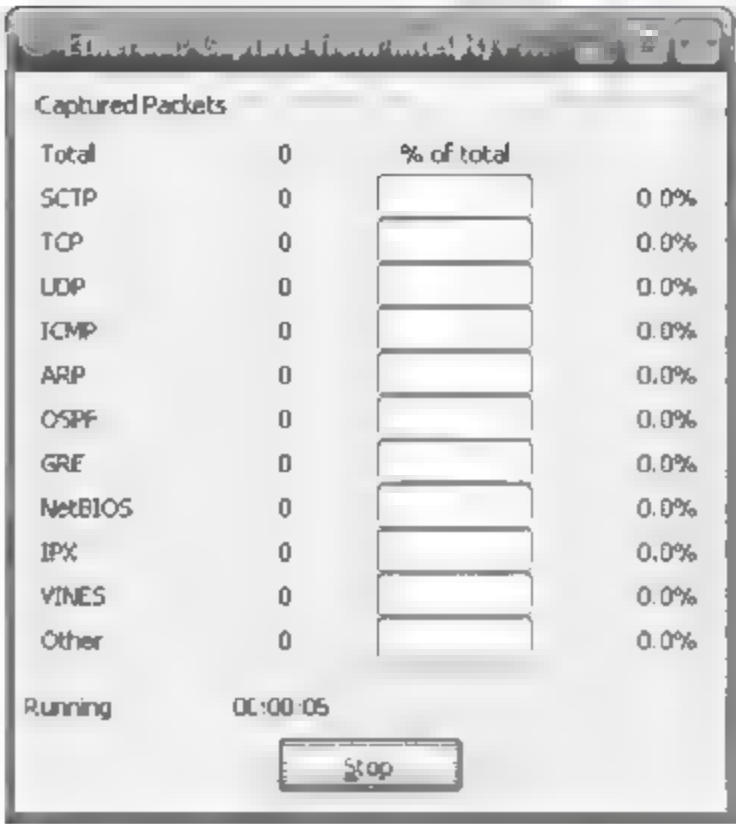 Captured Packets
Total 0 % of total
SCTP 0 0.0%
TCP 0 0.0%
UDP 0 0.0%
ICMP 0 0.0%
ARP 0 0.0%
OSPF 0 0.0%
GRE 0 0.0%
NetBIOS 0 0.0%
IPX 0 0.0%
VINES 0 0.0%
Other 0 0.0%
Running 00:00:05
Stop